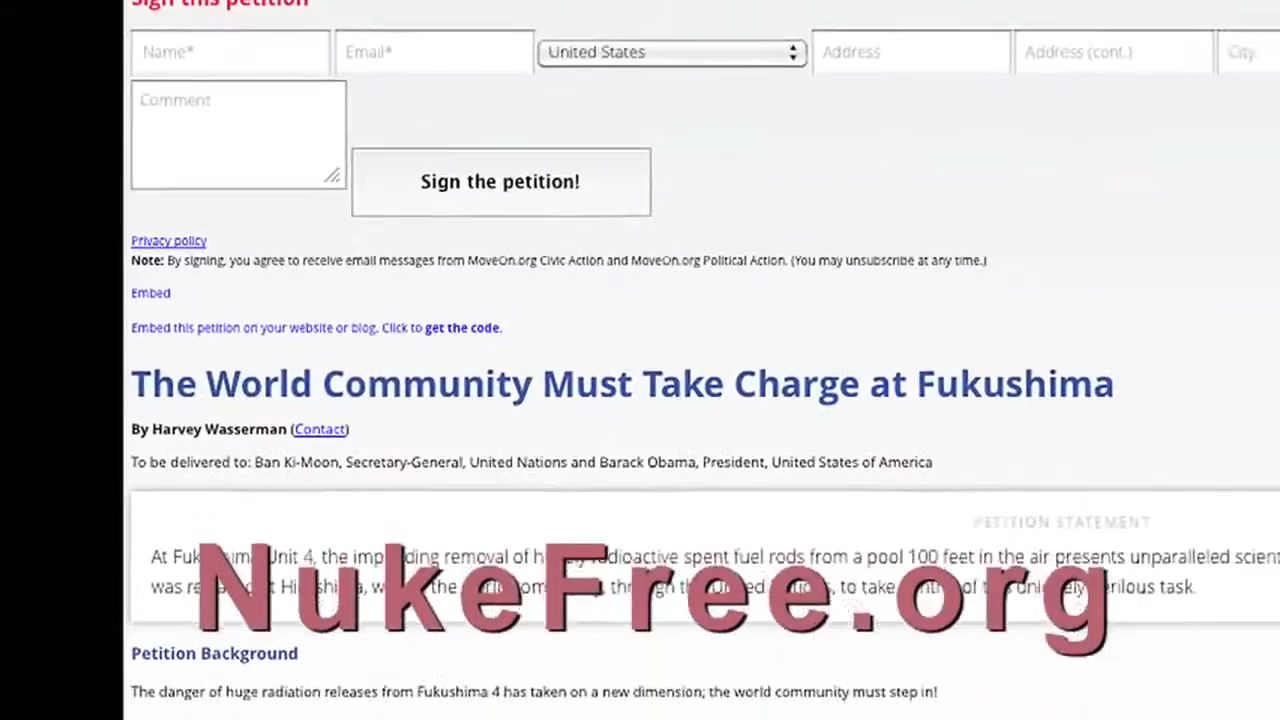 Sign this petition
Name* Email* United States Address Address (cont.) City
Comment
Sign the petition!
Privacy policy
Note: By signing, you agree to receive email messages from MoveOn.org Civic Action and MoveOn.org Political Action. (You may unsubscribe at any time.)
Embed
Embed this petition on your website or blog. Click to get the code.
The World Community Must Take Charge at Fukushima
By Harvey Wasserman (Contact)
To be delivered to: Ban Ki-Moon, Secretary-General, United Nations and Barack Obama, President, United States of America
PETITION STATEMENT
At Unit 4, the removal of radioactive spent fuel rods from a pool 100 feet in the air presents unparalleled
was the to take of task.
NukeFree.org
Petition Background
The danger of huge radiation releases from Fukushima 4 has taken on a new dimension; the world community must step in!